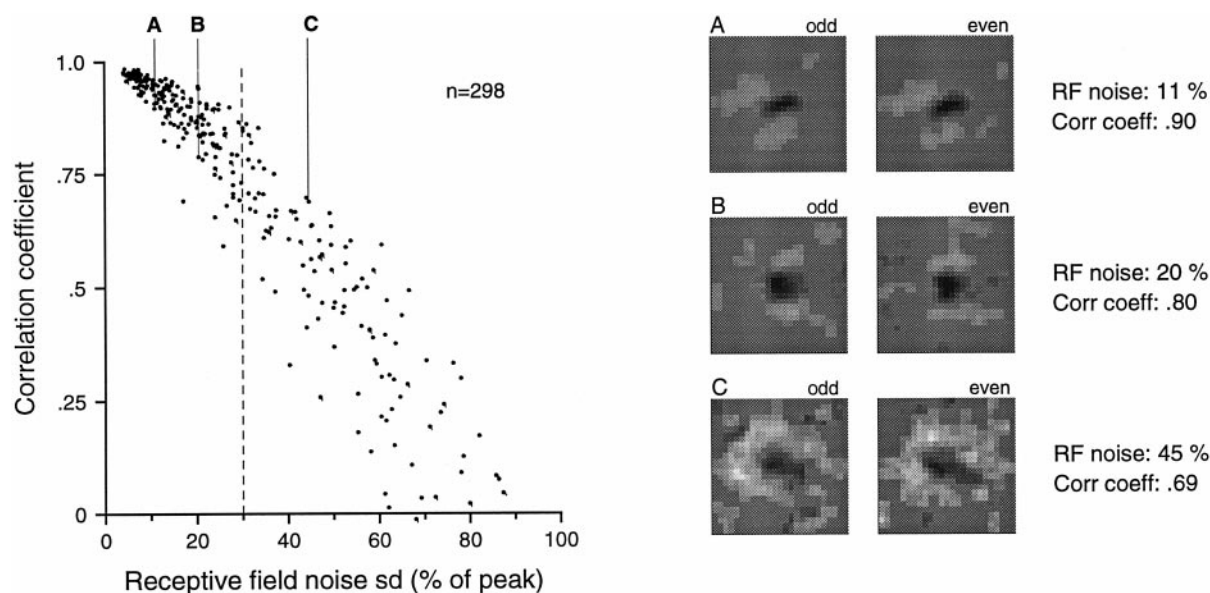 A B C
1.0
.75
.5
.25
0
Correlation coefficient
n=298
0 20 40 60 80 100
Receptive field noise sd (% of peak)
A odd even
RF noise: 11 %
Corr coeff: .90
B odd even
RF noise: 20 %
Corr coeff: .80
C odd even
RF noise: 45 %
Corr coeff: .69